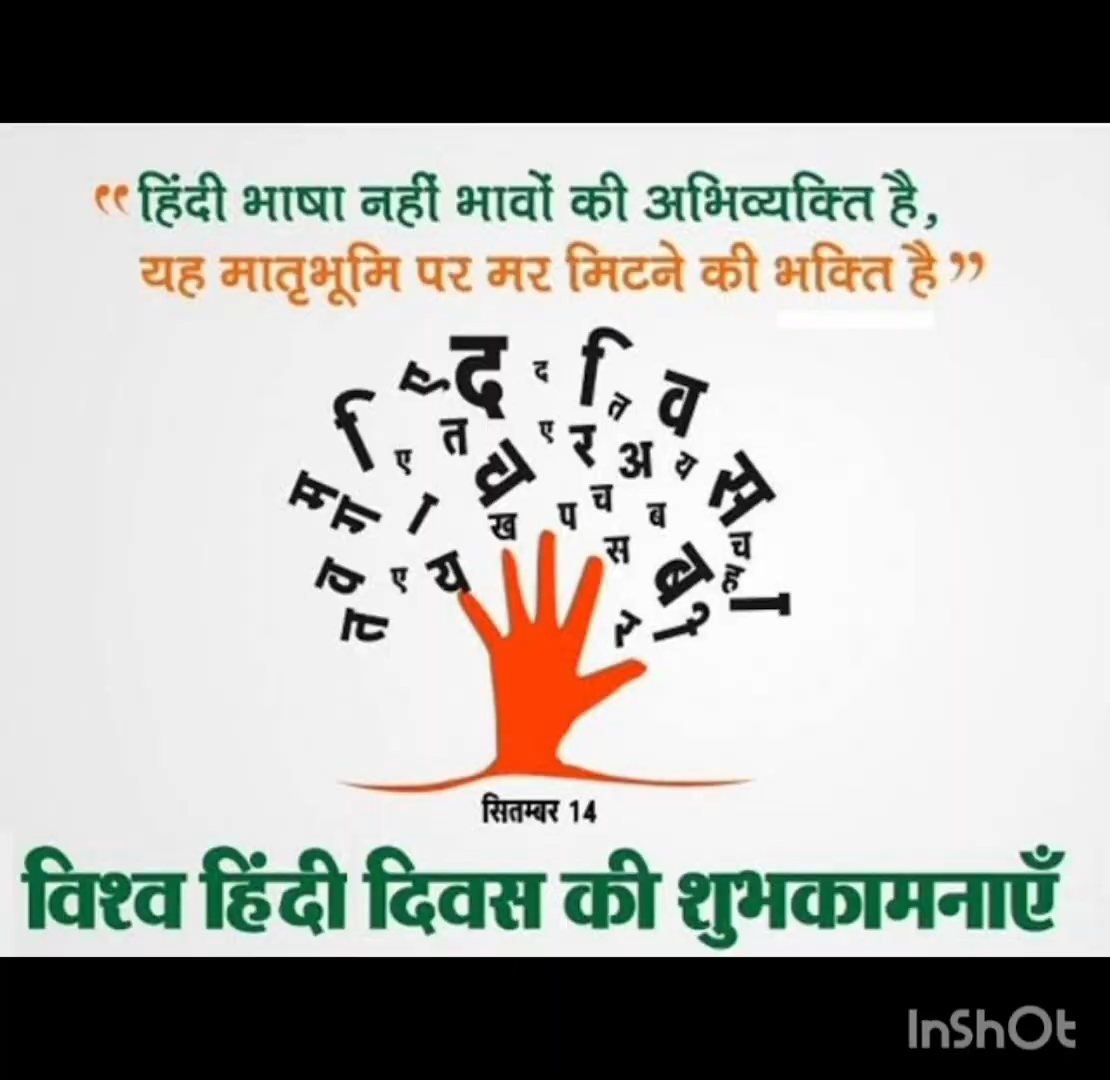 “हिंदी भाषा नहीं भावों की अभिव्यक्ति है,
यह मातृभूमि पर मर मिटने की भक्ति है”
ए द द ि त व
ि ए त घ ए र अ य स
म ग ा ख प च ब स च ह
व त ए य ब ा र ी
सितम्बर 14
विश्व हिंदी दिवस की शुभकामनाएँ
InShOt